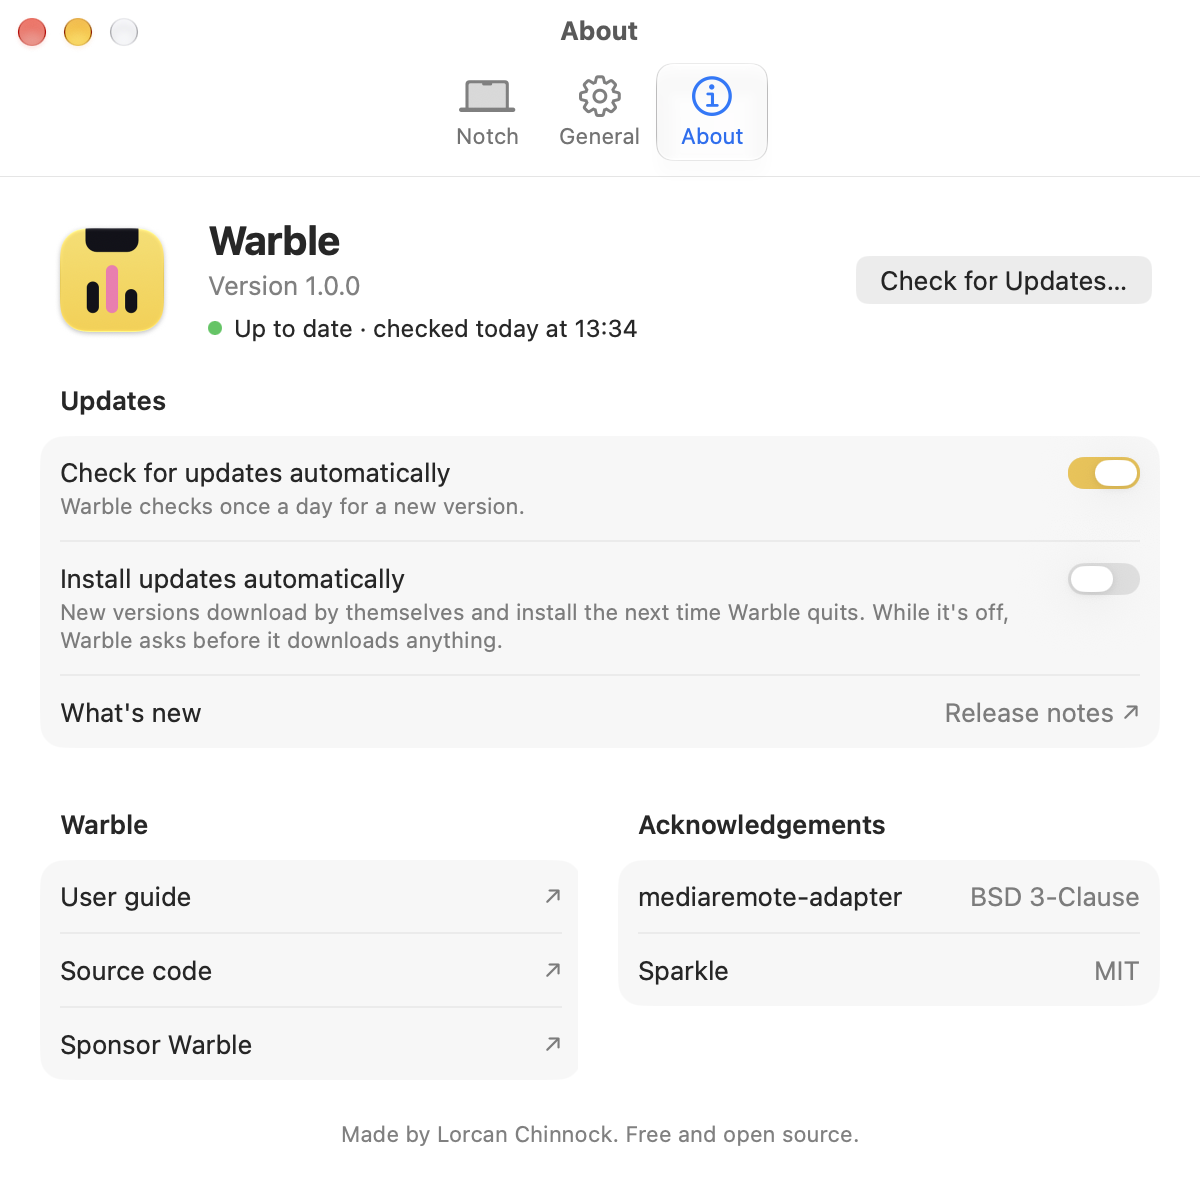 About
Notch
General
About
Warble
Version 1.0.0
Up to date · checked today at 13:34
Check for Updates...
Updates
Check for updates automatically
Warble checks once a day for a new version.
Install updates automatically
New versions download by themselves and install the next time Warble quits. While it's off,
Warble asks before it downloads anything.
What's new
Release notes ↗
Warble
User guide ↗
Source code ↗
Sponsor Warble ↗
Acknowledgements
mediaremote-adapter BSD 3-Clause
Sparkle MIT
Made by Lorcan Chinnock. Free and open source.